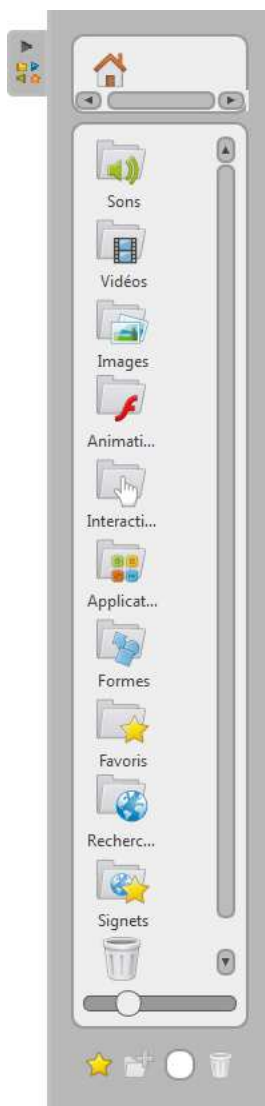 Sons
Vidéos
Images
Animati...
Interacti...
Applicat...
Formes
Favoris
Recherc...
Signets